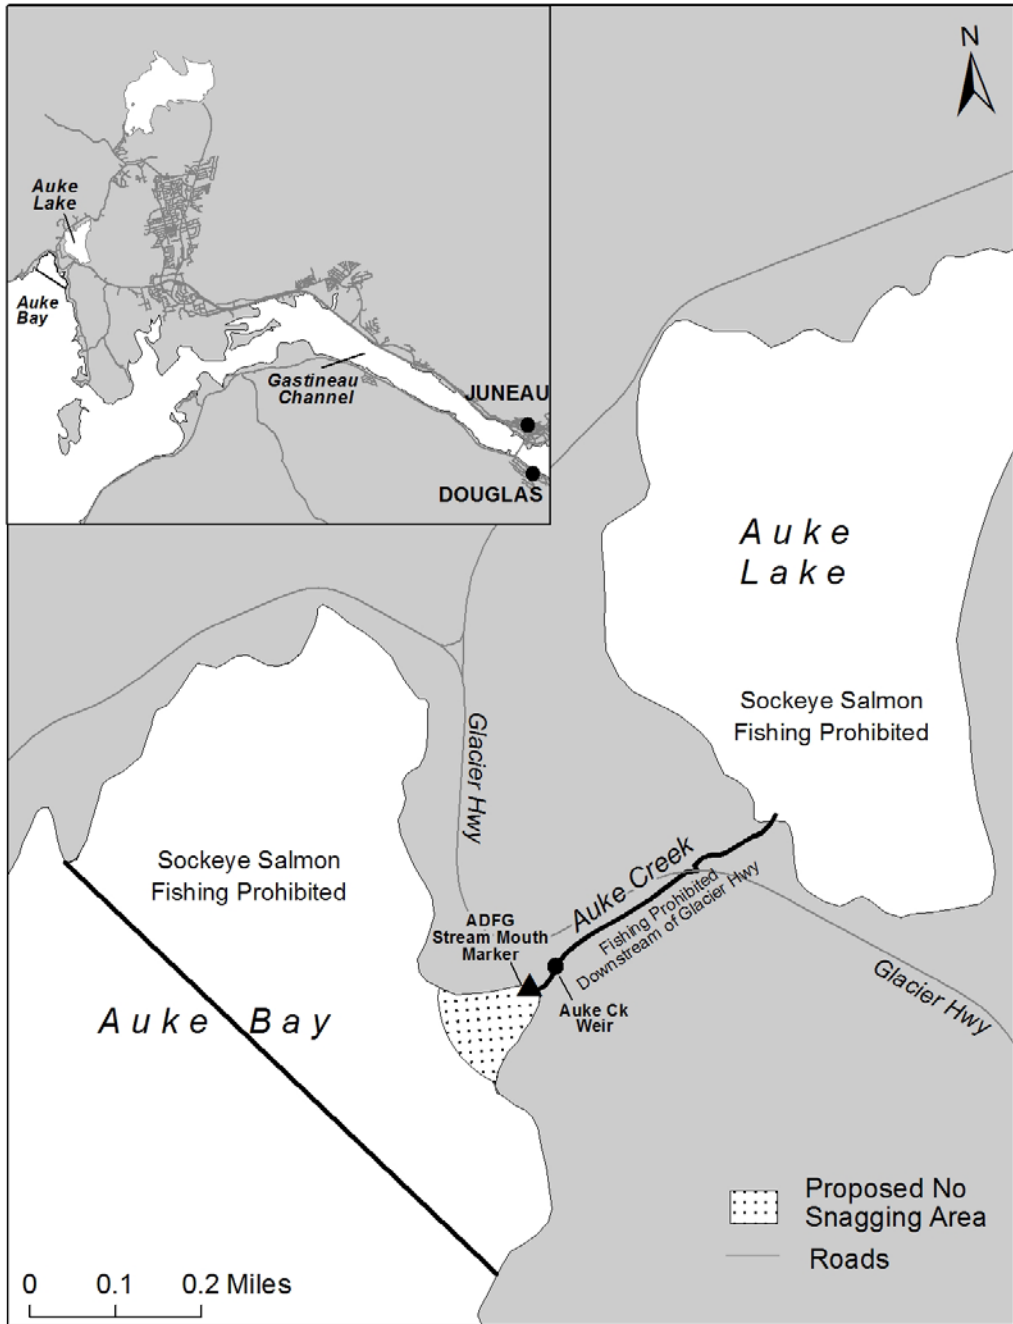 N
Auke
Lake
Auke
Bay
Gastineau
Channel
JUNEAU
DOUGLAS
Auke
Lake
Sockeye Salmon
Fishing Prohibited
Glacier Hwy
Sockeye Salmon
Fishing Prohibited
Auke Creek
Fishing Prohibited
Downstream of Glacier Hwy
ADFG
Stream Mouth
Marker
Auke Ck
Weir
Glacier Hwy
Auke Bay
Proposed No
Snagging Area
Roads
0 0.1 0.2 Miles